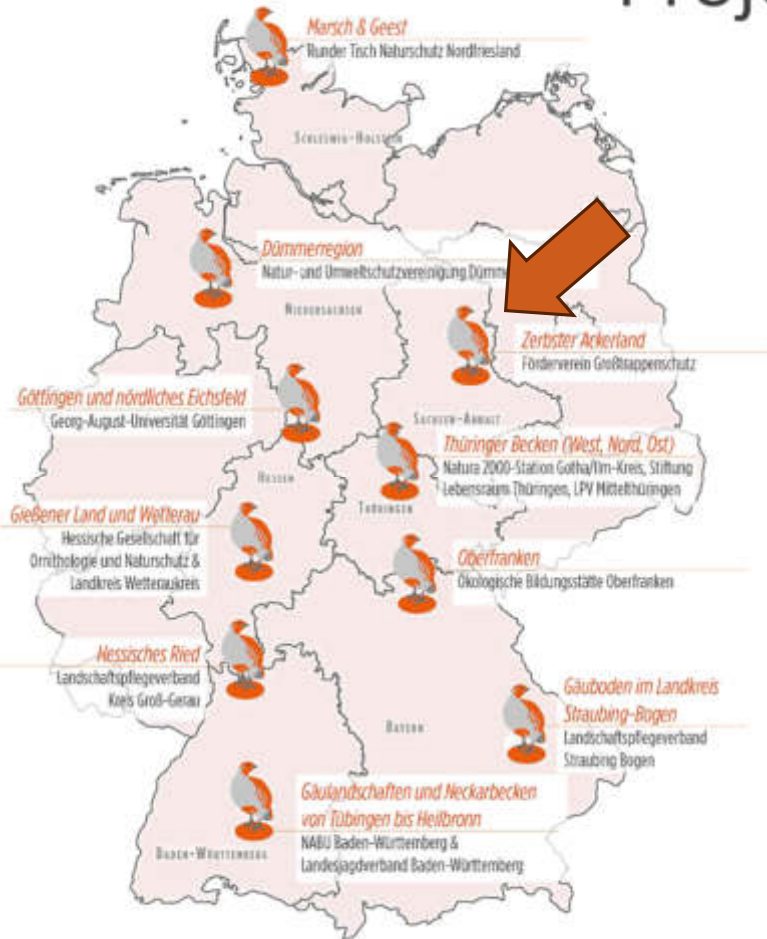 Proj
Marsch & Geest
Runder Tisch Naturschutz Nordfriesland
SCHLESWIG-HOLSTEIN
Dümmerregion
Natur- und Umweltschutzvereinigung Dümme
NIEDERSACHSEN
Zerbster Ackerland
Förderverein Großtrappenschutz
Göttingen und nördliches Eichsfeld
Georg-August-Universität Göttingen
SACHSEN-ANHALT
Thüringer Becken (West, Nord, Ost)
Natura 2000-Station Gotha/Ilm-Kreis, Stiftung
Lebensraum Thüringen, LPV Mittelthüringen
HESSEN
THÜRINGEN
Gießener Land und Wetterau
Hessische Gesellschaft für
Ornithologie und Naturschutz &
Landkreis Wetteraukreis
Oberfranken
Ökologische Bildungsstätte Oberfranken
Hessisches Ried
Landschaftspflegeverband
Kreis Groß-Gerau
Gäuboden im Landkreis
Straubing-Bogen
Landschaftspflegeverband
Straubing Bogen
BAYERN
Gäulandschaften und Neckarbecken
von Tübingen bis Heilbronn
NABU Baden-Württemberg &
Landesjagdverband Baden-Württemberg
BADEN-WÜRTTEMBERG